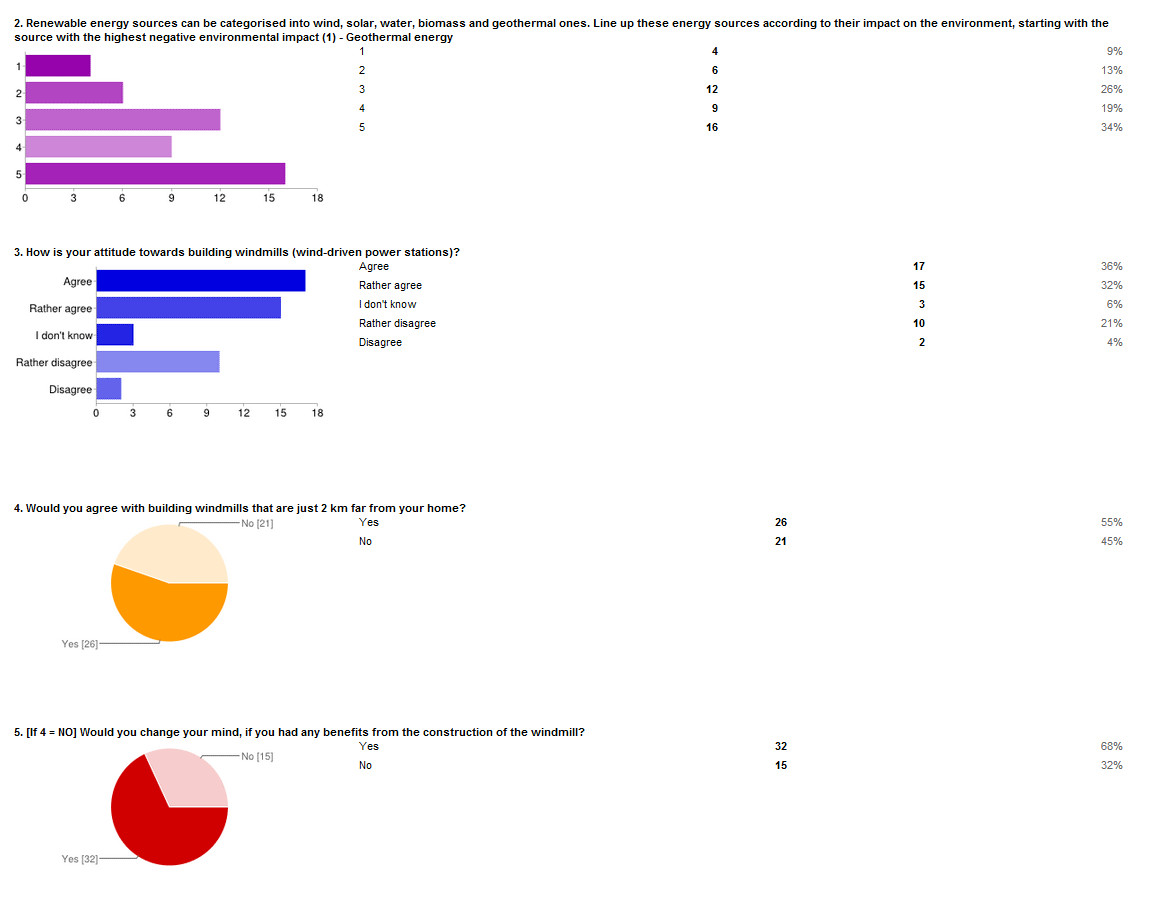 2. Renewable energy sources can be categorised into wind, solar, water, biomass and geothermal ones. Line up these energy sources according to their impact on the environment, starting with the
source with the highest negative environmental impact (1) - Geothermal energy
1 4 9%
2 6 13%
3 12 26%
4 9 19%
5 16 34%
1
2
3
4
5
0 3 6 9 12 15 18
3. How is your attitude towards building windmills (wind-driven power stations)?
Agree 17 36%
Rather agree 15 32%
I don't know 3 6%
Rather disagree 10 21%
Disagree 2 4%
Agree
Rather agree
I don't know
Rather disagree
Disagree
0 3 6 9 12 15 18
4. Would you agree with building windmills that are just 2 km far from your home?
No [21]
Yes 26 55%
No 21 45%
Yes [26]
5. [If 4 = NO] Would you change your mind, if you had any benefits from the construction of the windmill?
Yes 32 68%
No [15]
No 15 32%
Yes [32]